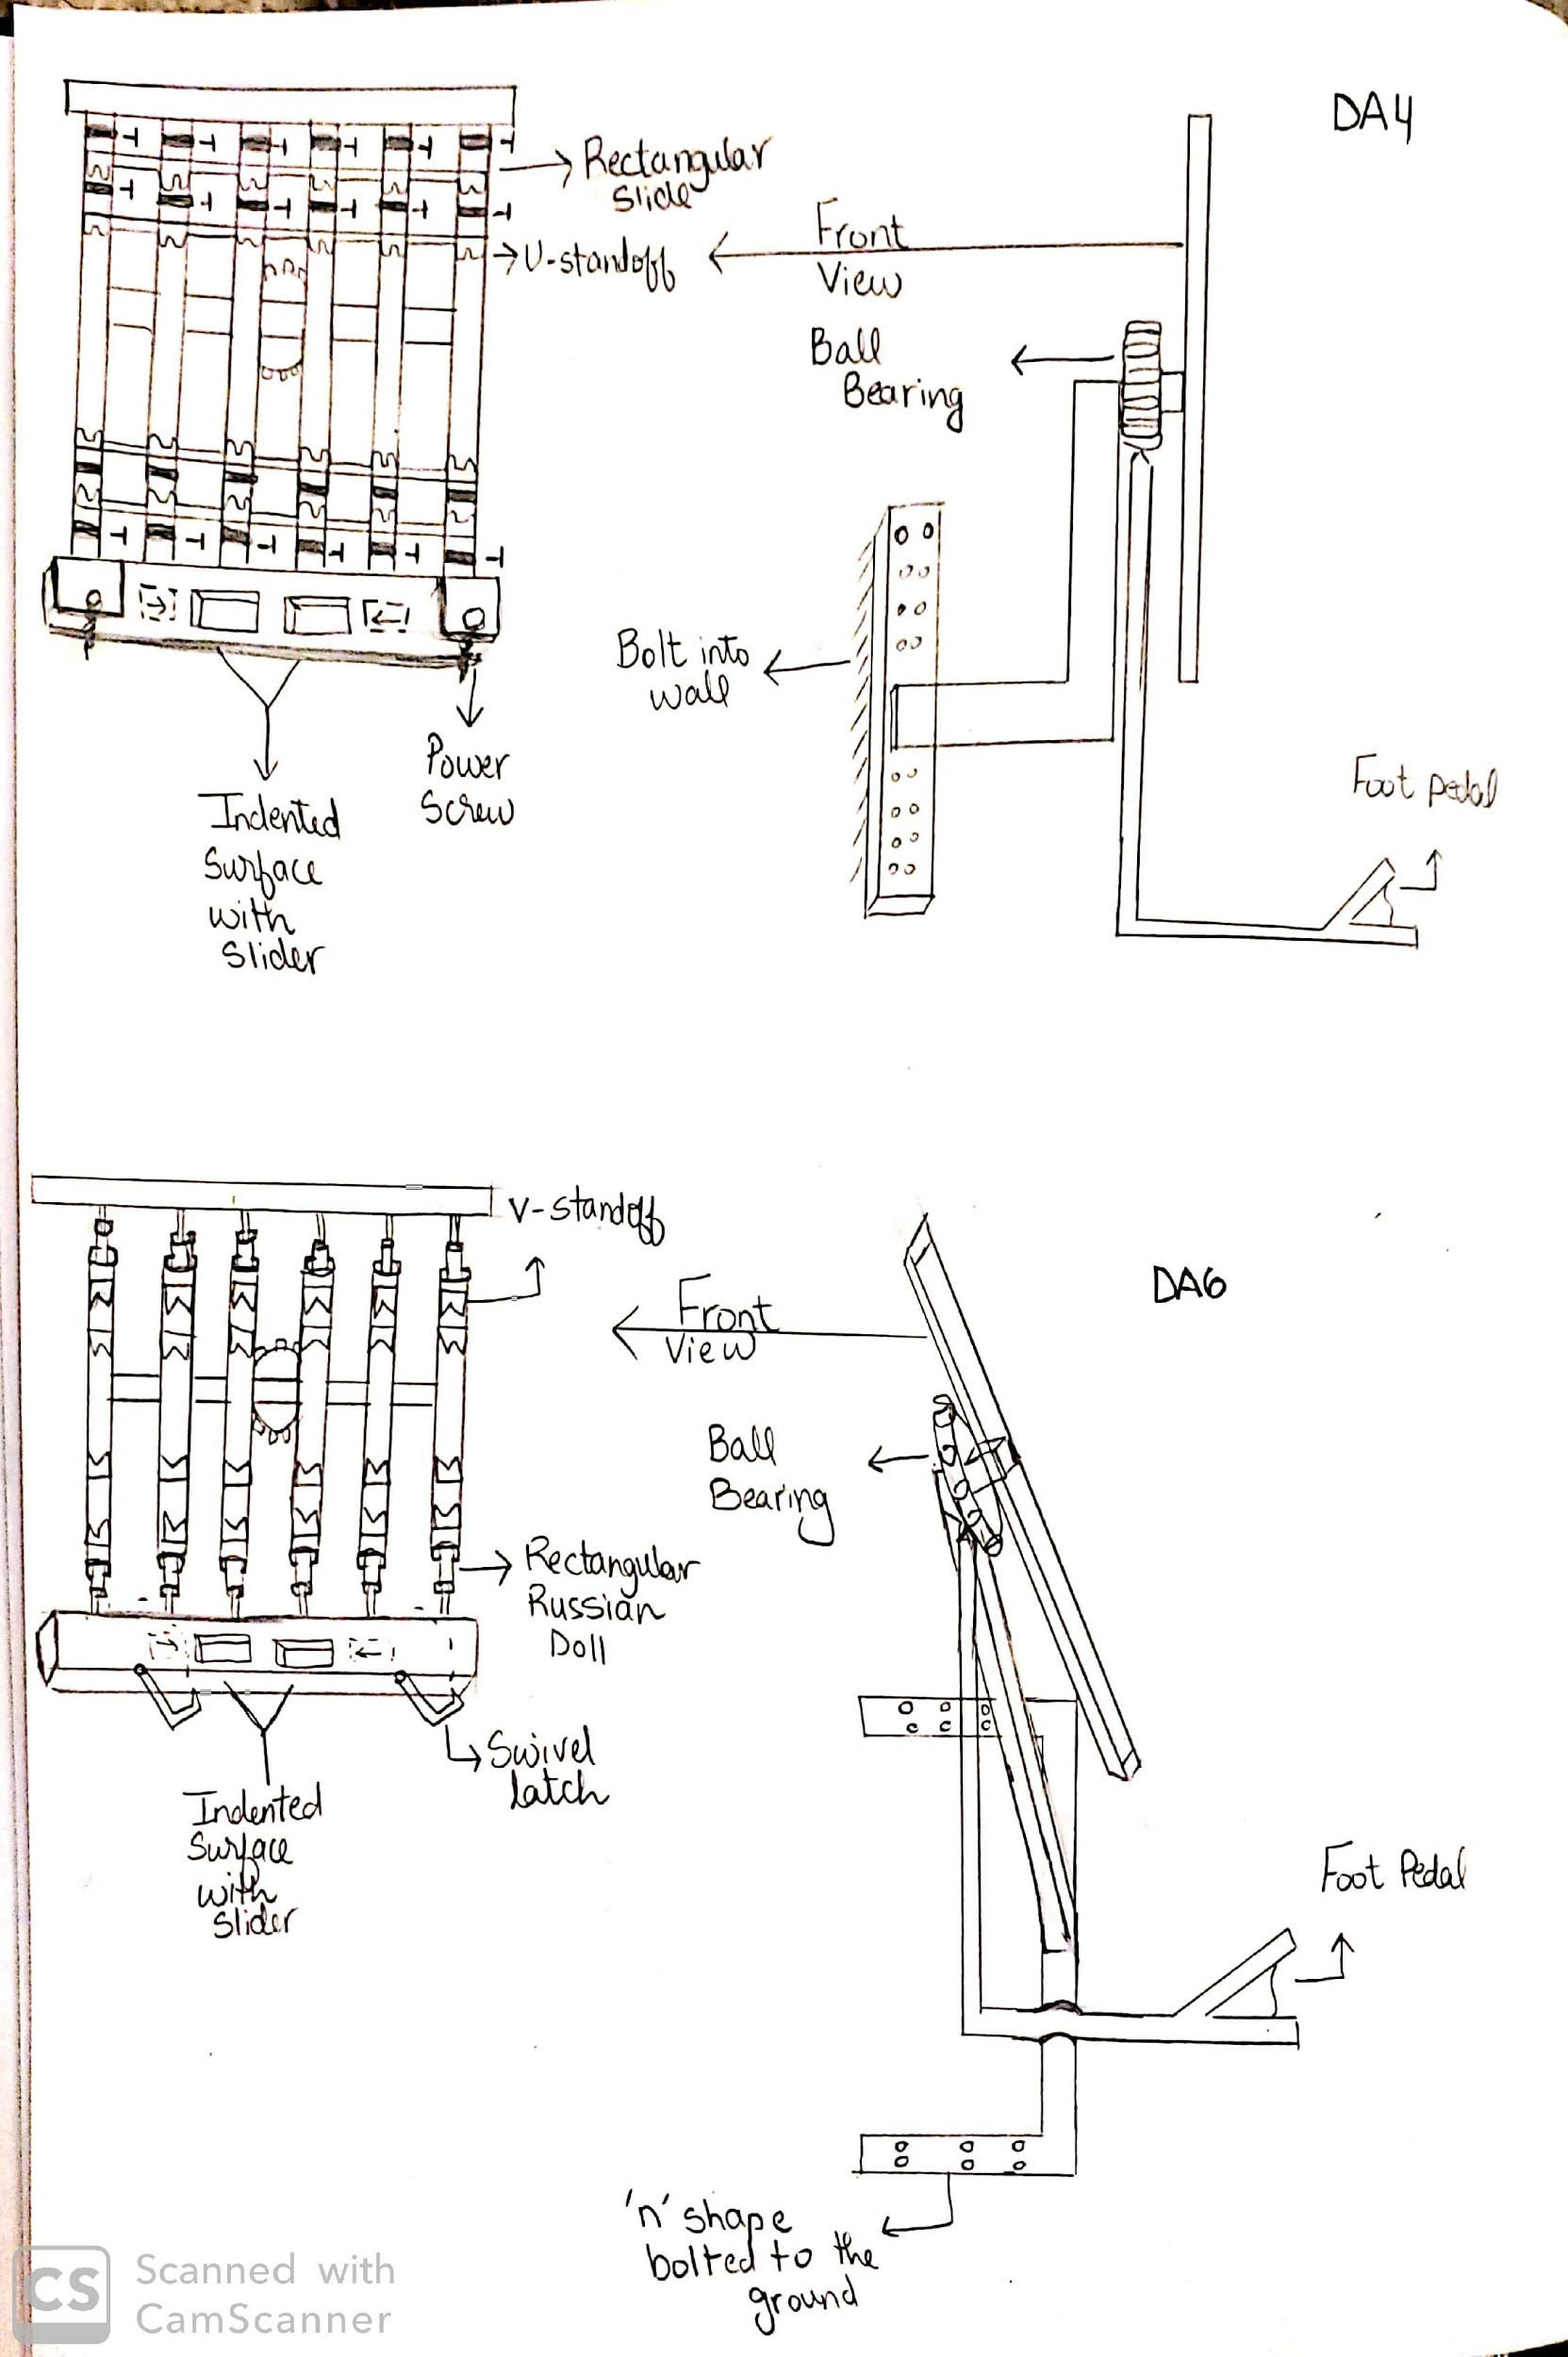 DA4
Rectangular
Slide
U-standoff
Front
View
Ball
Bearing
Bolt into
wall
Foot pedal
Power
Screw
Indented
Surface
with
Slider
V-standoff
Front
View
DA6
Ball
Bearing
Rectangular
Russian
Doll
Swivel
latch
Indented
Surface
with
Slider
Foot Pedal
'n' shape
bolted to the
ground
CS
Scanned with
CamScanner